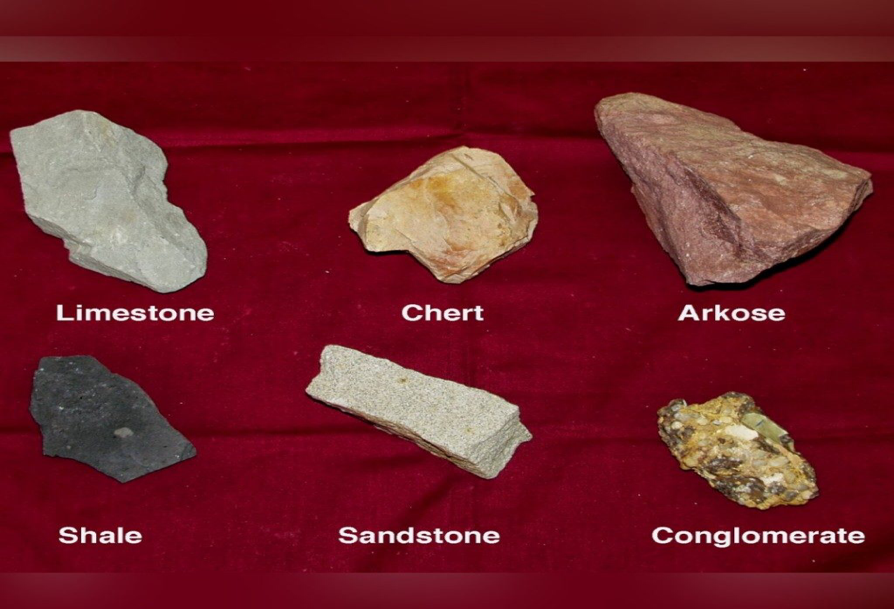 Limestone
Chert
Arkose
Shale
Sandstone
Conglomerate